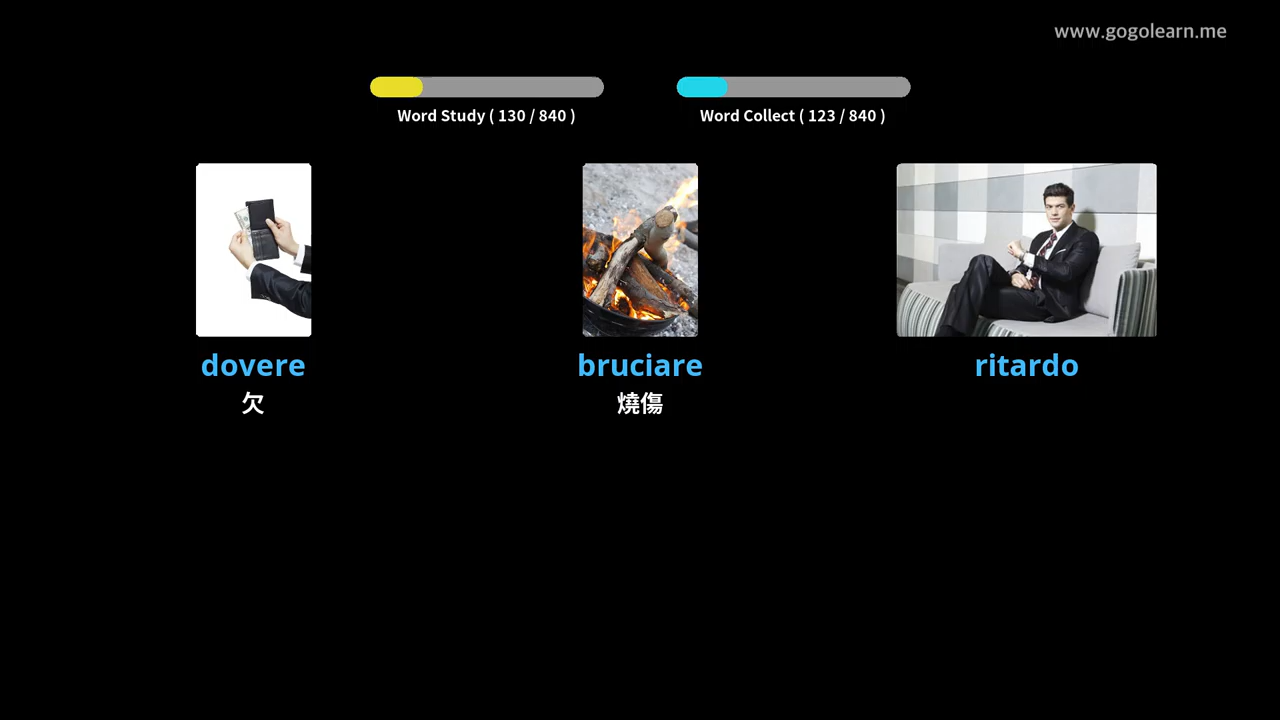 www.gogolearn.me
Word Study ( 130 / 840 )
Word Collect ( 123 / 840 )
dovere
欠
bruciare
燒傷
ritardo